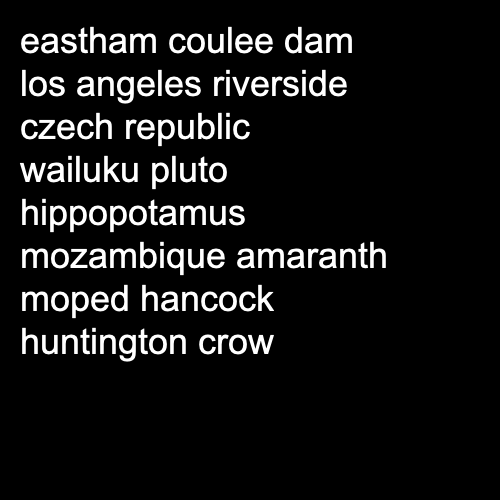 eastham coulee dam
los angeles riverside
czech republic
wailuku pluto
hippopotamus
mozambique amaranth
moped hancock
huntington crow